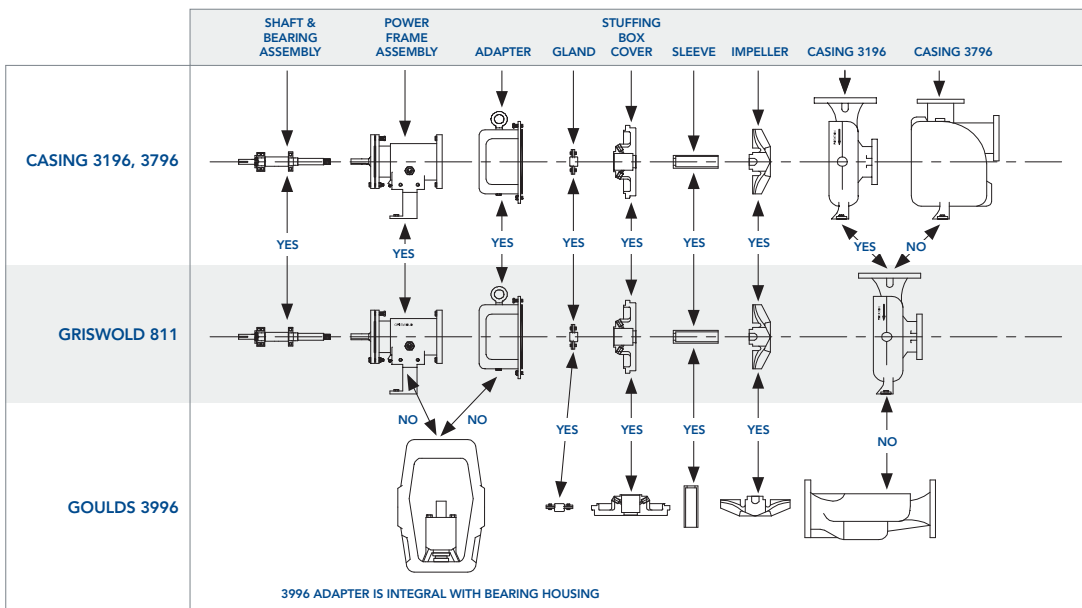 SHAFT &
BEARING
ASSEMBLY
POWER
FRAME
ASSEMBLY
ADAPTER
GLAND
STUFFING
BOX
COVER
SLEEVE
IMPELLER
CASING 3196
CASING 3796
CASING 3196, 3796
YES
YES
YES
YES
YES
YES
YES
YES
NO
GRISWOLD 811
NO
NO
YES
YES
YES
YES
NO
GOULDS 3996
3996 ADAPTER IS INTEGRAL WITH BEARING HOUSING